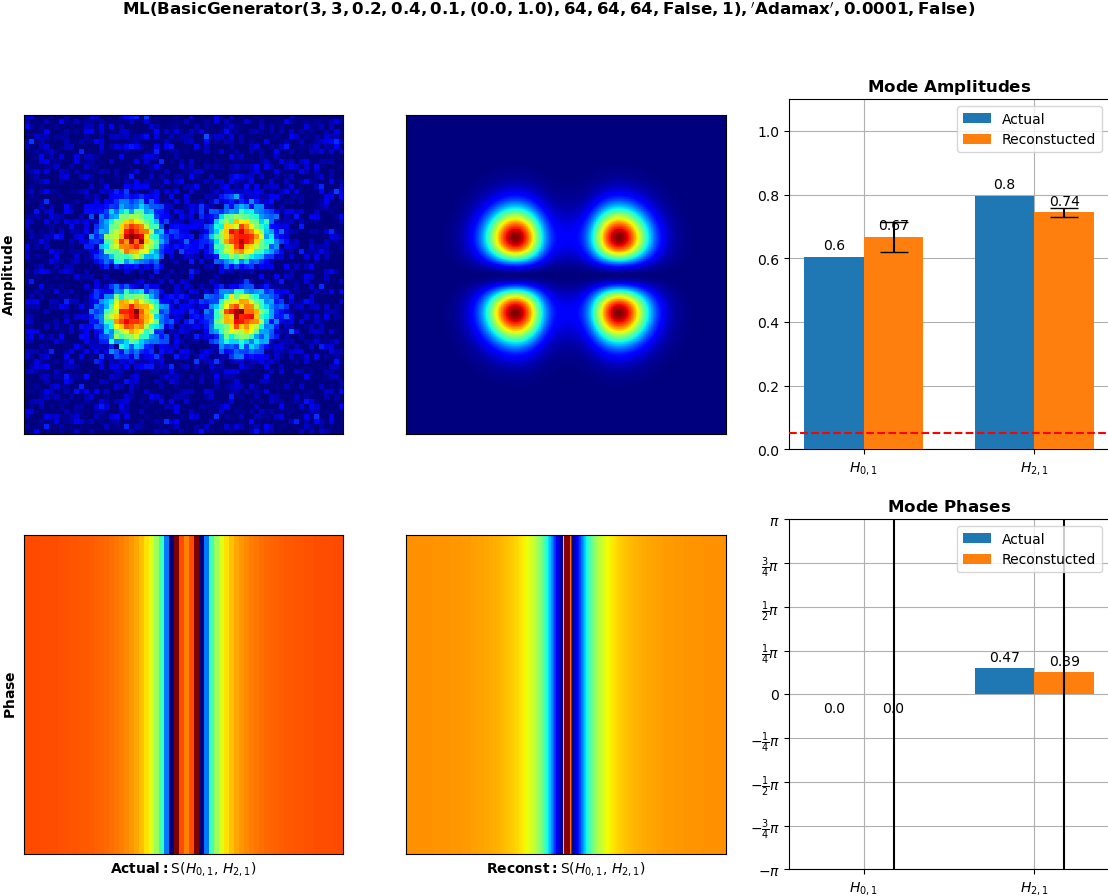 ML(BasicGenerator(3, 3, 0.2, 0.4, 0.1, (0.0, 1.0), 64, 64, 64, False, 1), 'Adamax', 0.0001, False)
Amplitude
Mode Amplitudes
Actual
Reconstucted
1.0
0.8
0.6
0.4
0.2
0.0
0.6
0.67
0.8
0.74
H0, 1
H2, 1
Phase
Actual: S(H0, 1, H2, 1)
Reconst: S(H0, 1, H2, 1)
Mode Phases
Actual
Reconstucted
π
3/4π
1/2π
1/4π
0
−1/4π
−1/2π
−3/4π
−π
0.0
0.0
0.47
0.39
H0, 1
H2, 1